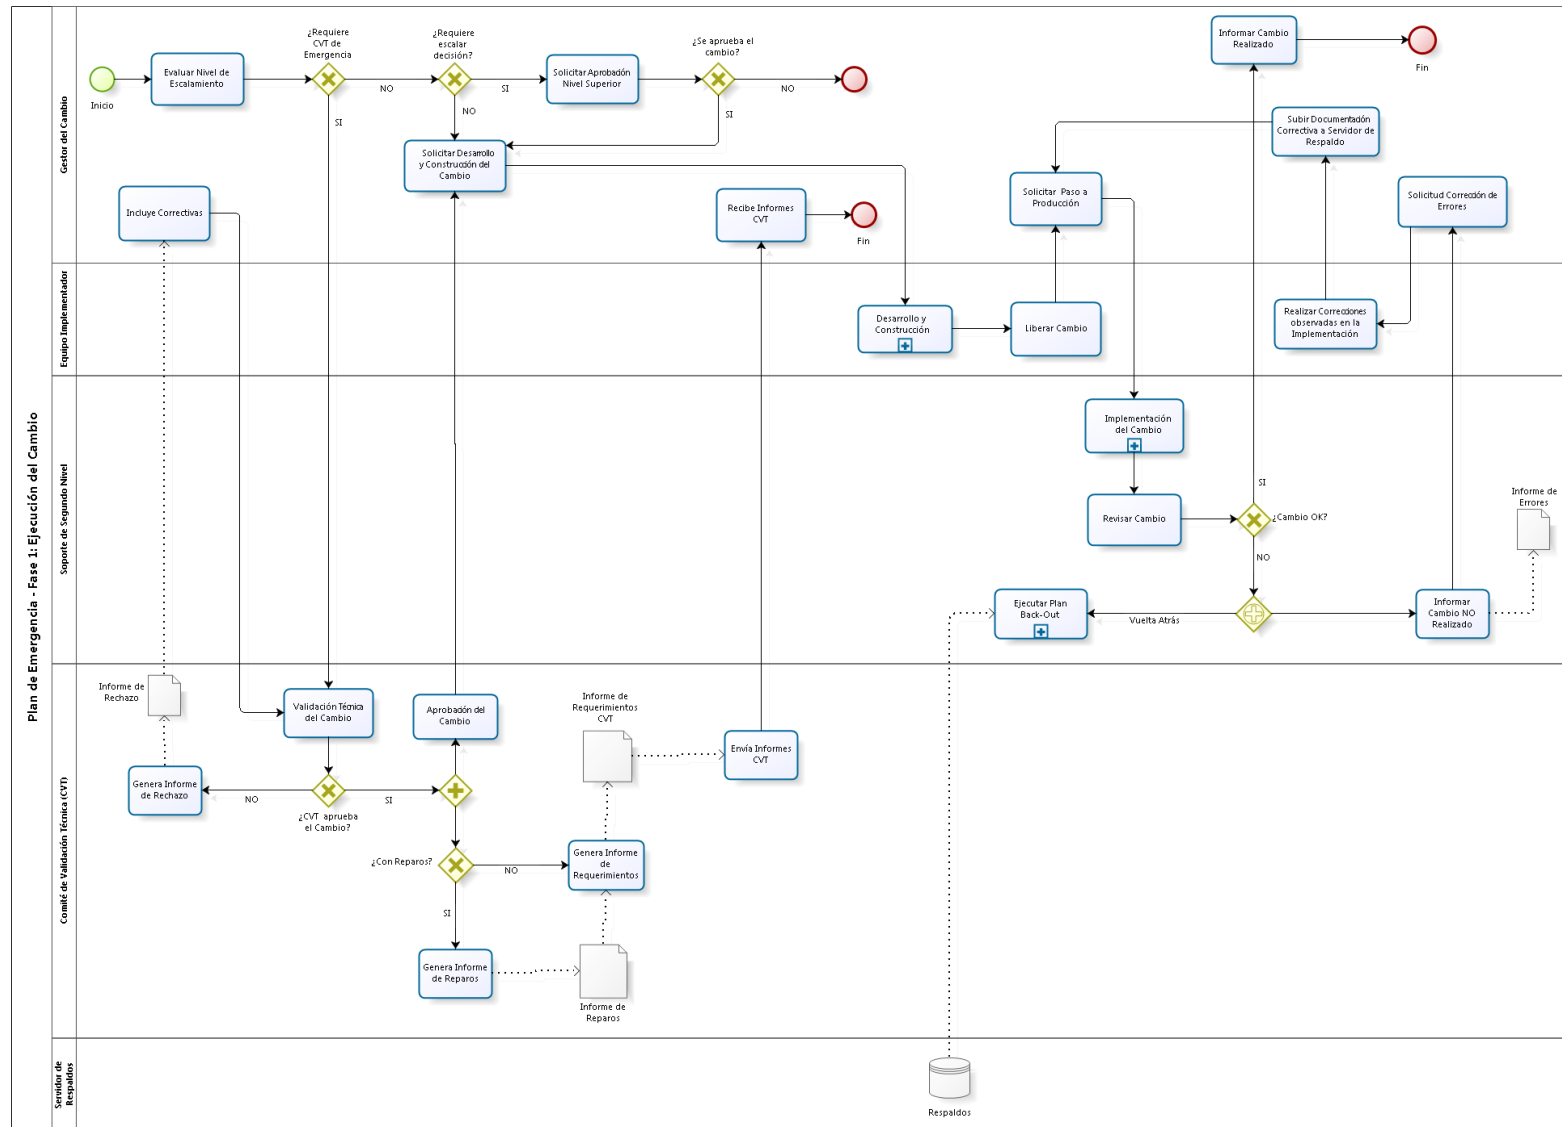 Plan de Emergencia - Fase 1: Ejecución del Cambio
Gestor del Cambio
Inicio
Evaluar Nivel de
Escalamiento
¿Requiere
CVT de
Emergencia
NO
SI
¿Requiere
escalar
decisión?
SI
NO
Solicitar Aprobación
Nivel Superior
¿Se aprueba el
cambio?
NO
SI
Solicitar Desarrollo
y Construcción del
Cambio
Incluye Correctivas
Recibe Informes
CVT
Fin
Informar Cambio
Realizado
Fin
Subir Documentación
Correctiva a Servidor de
Respaldo
Solicitar Paso a
Producción
Solicitud Corrección de
Errores
Equipo Implementador
Desarrollo y
Construcción
Liberar Cambio
Realizar Correcciones
observadas en la
Implementación
Soporte de Segundo Nivel
Implementación
del Cambio
Revisar Cambio
SI
¿Cambio OK?
NO
Informe de
Errores
Ejecutar Plan
Back-Out
Vuelta Atrás
Informar
Cambio NO
Realizado
Comité de Validación Técnica (CVT)
Informe de
Rechazo
Validación Técnica
del Cambio
Aprobación del
Cambio
Informe de
Requerimientos
CVT
Envía Informes
CVT
Genera Informe
de Rechazo
NO
SI
¿CVT aprueba
el Cambio?
¿Con Reparos?
NO
SI
Genera Informe
de
Requerimientos
Genera Informe
de Reparos
Informe de
Reparos
Servidor de
Respaldos
Respaldos